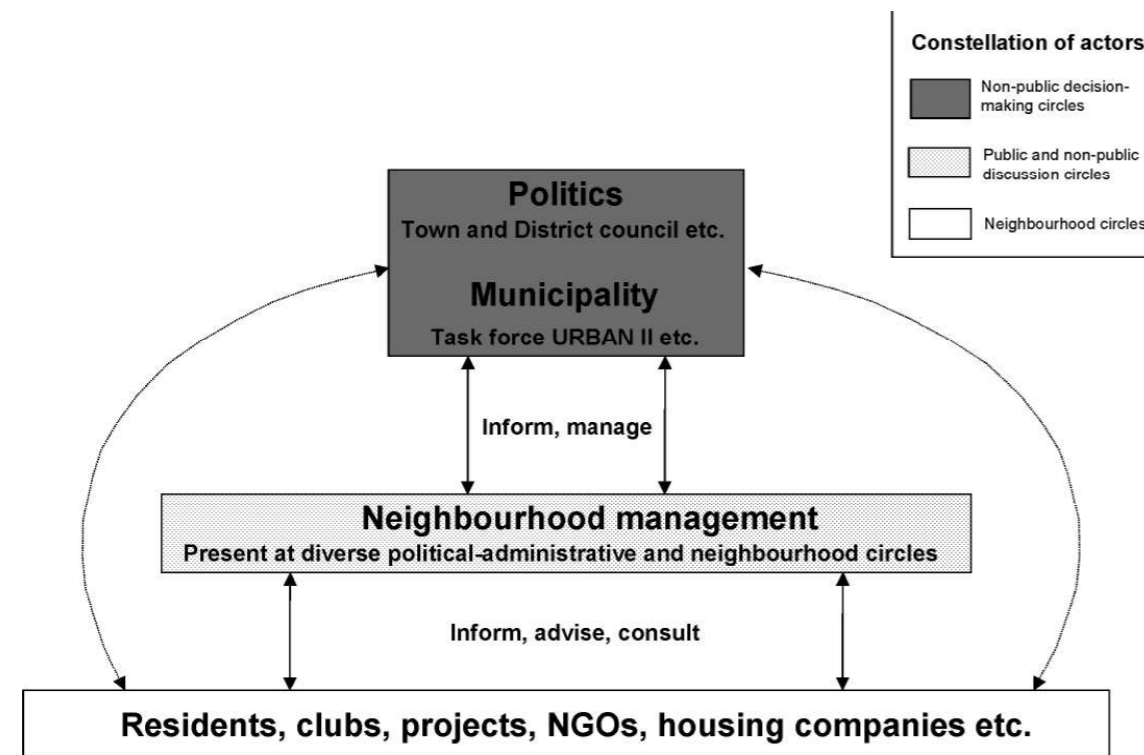 Constellation of actors
Non-public decision-
making circles
Public and non-public
discussion circles
Neighbourhood circles
Politics
Town and District council etc.
Municipality
Task force URBAN II etc.
Inform, manage
Neighbourhood management
Present at diverse political-administrative and neighbourhood circles
Inform, advise, consult
Residents, clubs, projects, NGOs, housing companies etc.